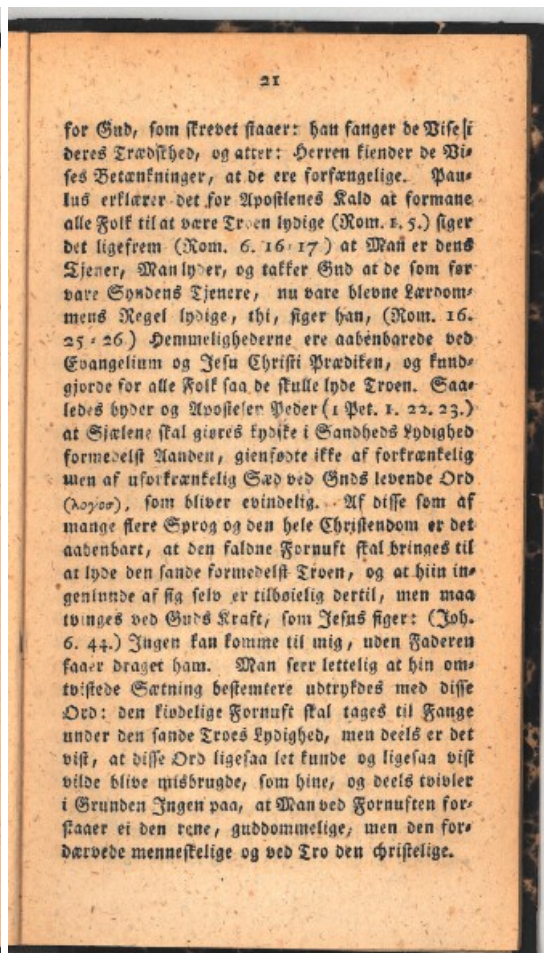 21
for Gud, som skrevet staaer: han fanger de Vise i
deres Trædskhed, og atter: Herren kiender de Vi-
ses Betænkninger, at de ere forfængelige. Pau-
lus erklærer det for Apostlenes Kald at formane
alle Folk til at være Troen lydige (Rom. 1. 5.) siger
det ligefrem (Rom. 6. 16-17) at Man er dens
Tjener, Man lyder, og takker Gud at de som før
vare Syndens Tjenere, nu vare blevne Lærdom-
mens Regel lydige, thi, siger han, (Rom. 16.
25-26) Hemmelighederne ere aabenbarede ved
Evangelium og Jesu Christi Prædiken, og kund-
gjorde for alle Folk saa de skulle lyde Troen. Saa-
ledes byder og Apostelen Peder (1 Pet. 1. 22. 23.)
at Sjælene skal giøres kydske i Sandheds Lydighed
formedelst Aanden, gienfødte ikke af forkrænkelig
men af uforkrænkelig Sæd ved Guds levende Ord
(λογοσ), som bliver evindelig. Af disse som af
mange flere Sprog og den hele Christendom er det
aabenbart, at den faldne Fornuft skal bringes til
at lyde den sande formedelst Troen, og at hiin in-
genlunde af sig selv er tilbøielig dertil, men maa
tvinges ved Guds Kraft, som Jesus siger: (Joh.
6. 44.) Ingen kan komme til mig, uden Faderen
faaer draget ham. Man seer lettelig at hin om-
tvistede Sætning bestemtere udtrykdes med disse
Ord: den kiødelige Fornuft skal tages til Fange
under den sande Troes Lydighed, men deels er det
vist, at disse Ord ligesaa let kunde og ligesaa vist
vilde blive misbrugde, som hine, og deels tvivler
i Grunden Ingen paa, at Man ved Fornuften for-
staaer ei den rene, guddommelige, men den for-
dærvede menneskelige og ved Tro den christelige.